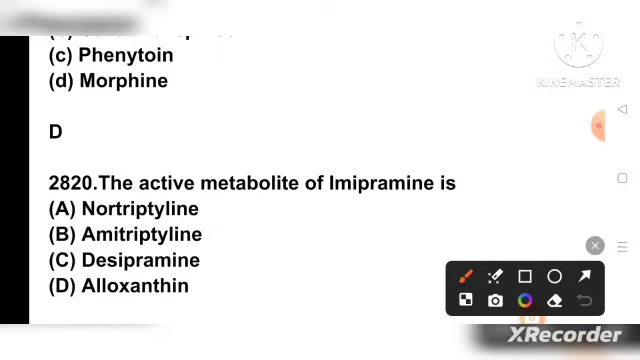 (c) Phenytoin
(d) Morphine
D
2820.The active metabolite of Imipramine is
(A) Nortriptyline
(B) Amitriptyline
(C) Desipramine
(D) Alloxanthin
K
KINEMASTER
XRecorder